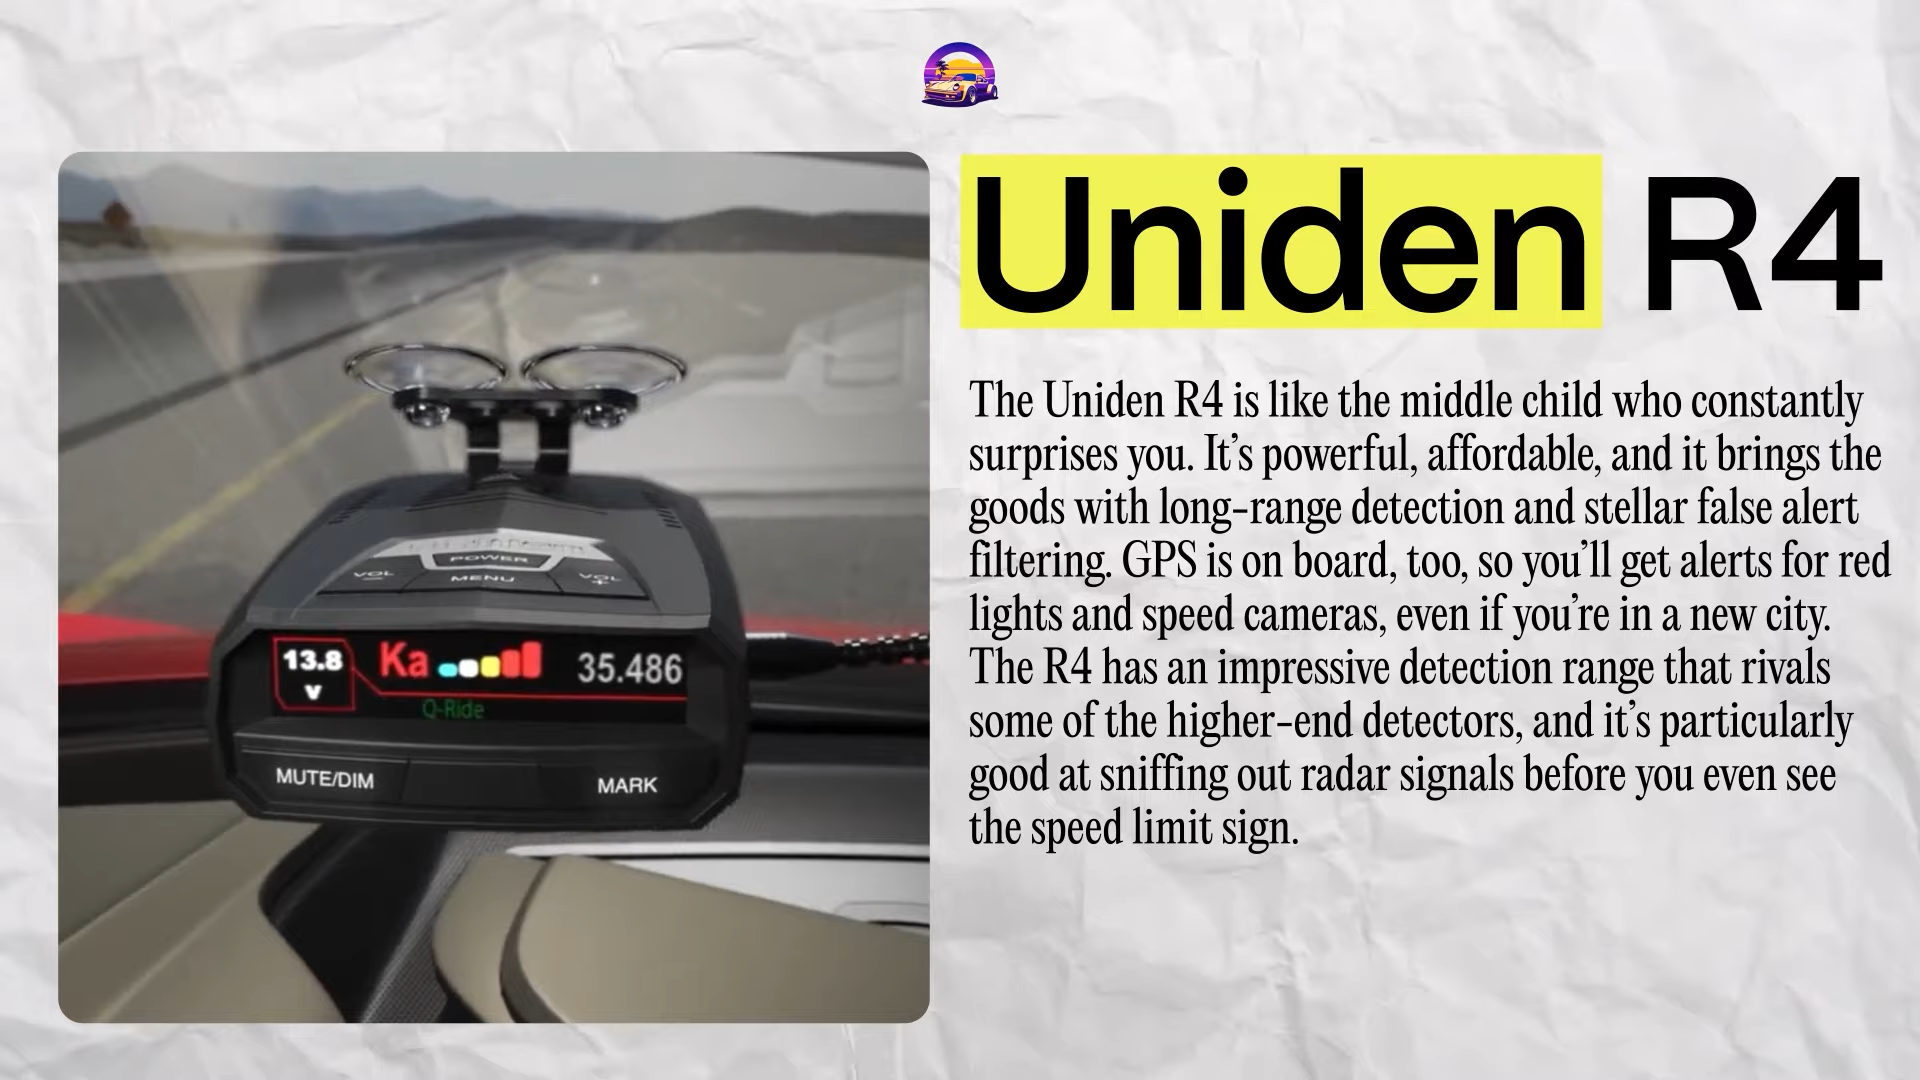 Uniden R4
The Uniden R4 is like the middle child who constantly
surprises you. It’s powerful, affordable, and it brings the
goods with long-range detection and stellar false alert
filtering. GPS is on board, too, so you’ll get alerts for red
lights and speed cameras, even if you’re in a new city.
The R4 has an impressive detection range that rivals
some of the higher-end detectors, and it’s particularly
good at sniffing out radar signals before you even see
the speed limit sign.
POWER
VOL – MENU VOL +
13.8 Ka 35.486
V
Q-Ride
MUTE/DIM MARK